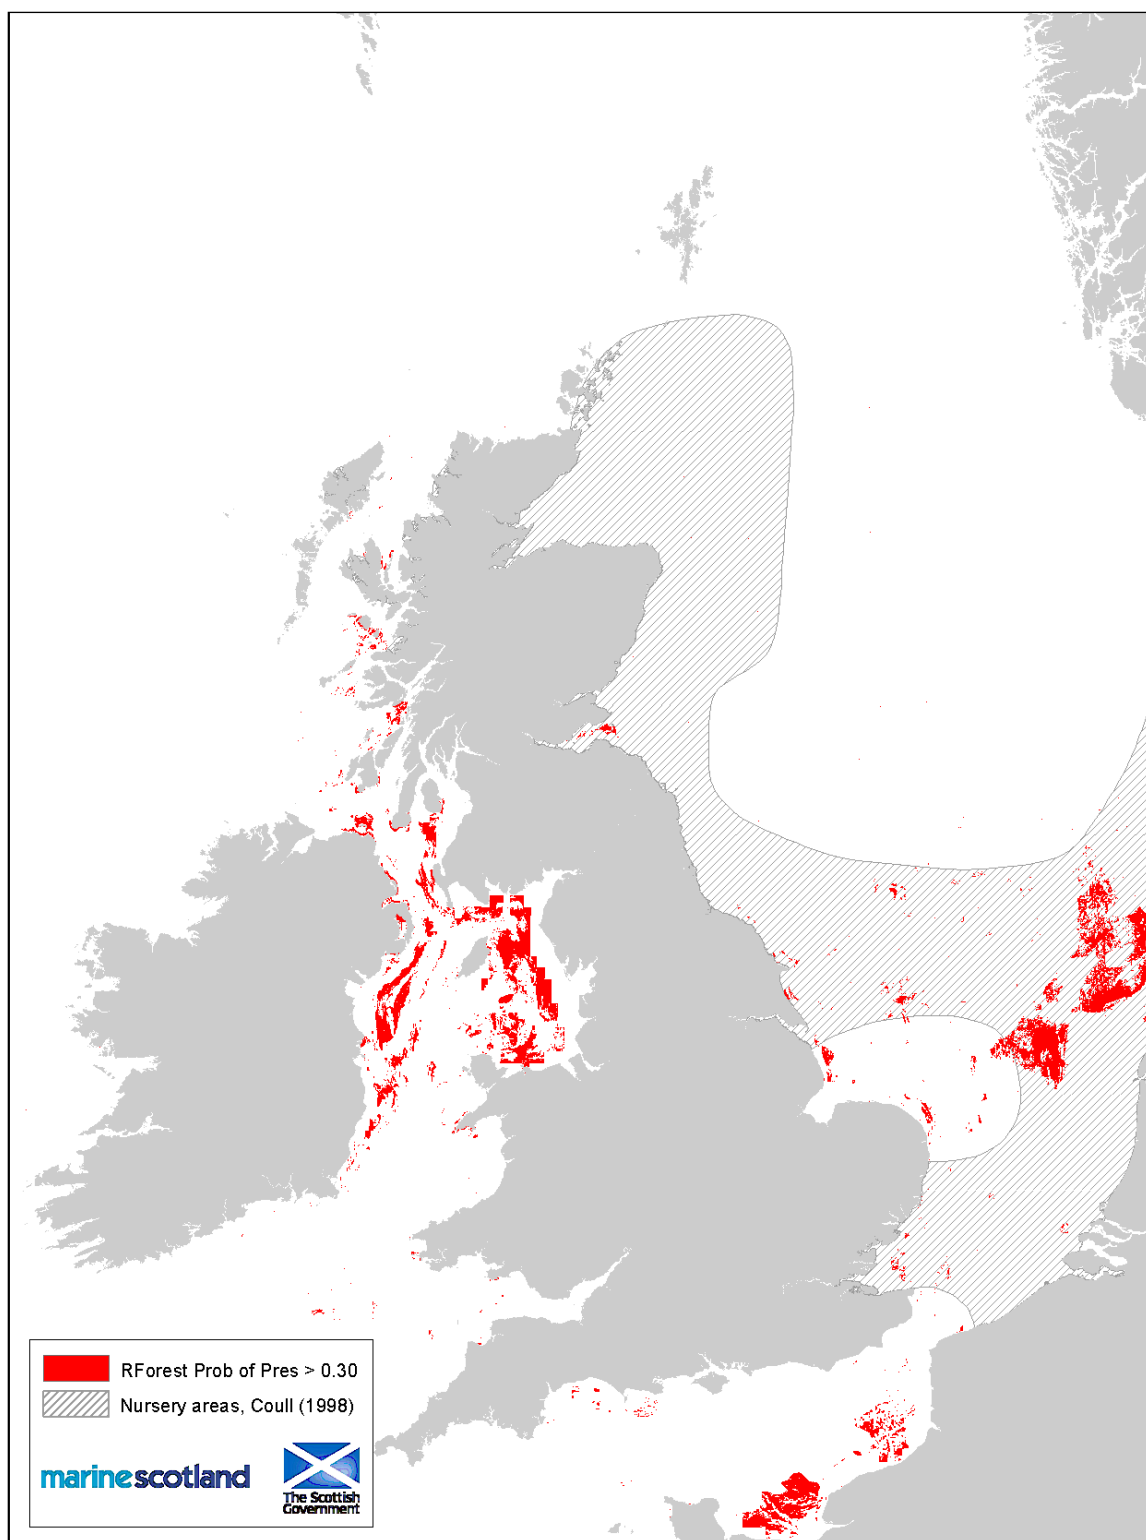 RForest Prob of Pres > 0.30
Nursery areas, Coull (1998)
marinescotland
The Scottish
Government